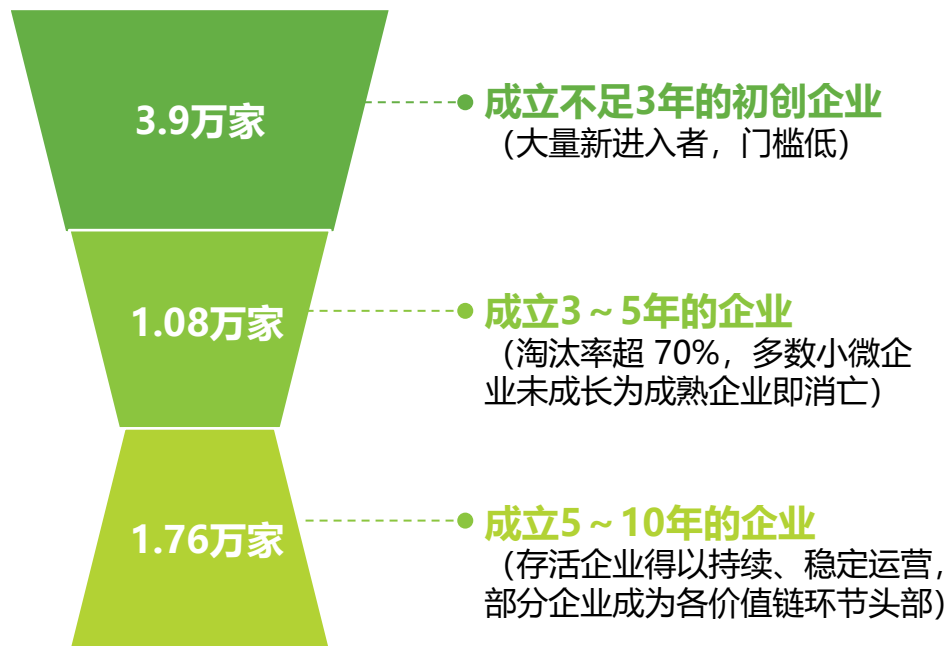 3.9万家
成立不足3年的初创企业
（大量新进入者，门槛低）
1.08万家
成立3～5年的企业
（淘汰率超 70%，多数小微企
业未成长为成熟企业即消亡）
1.76万家
成立5～10年的企业
（存活企业得以持续、稳定运营，
部分企业成为各价值链环节头部）